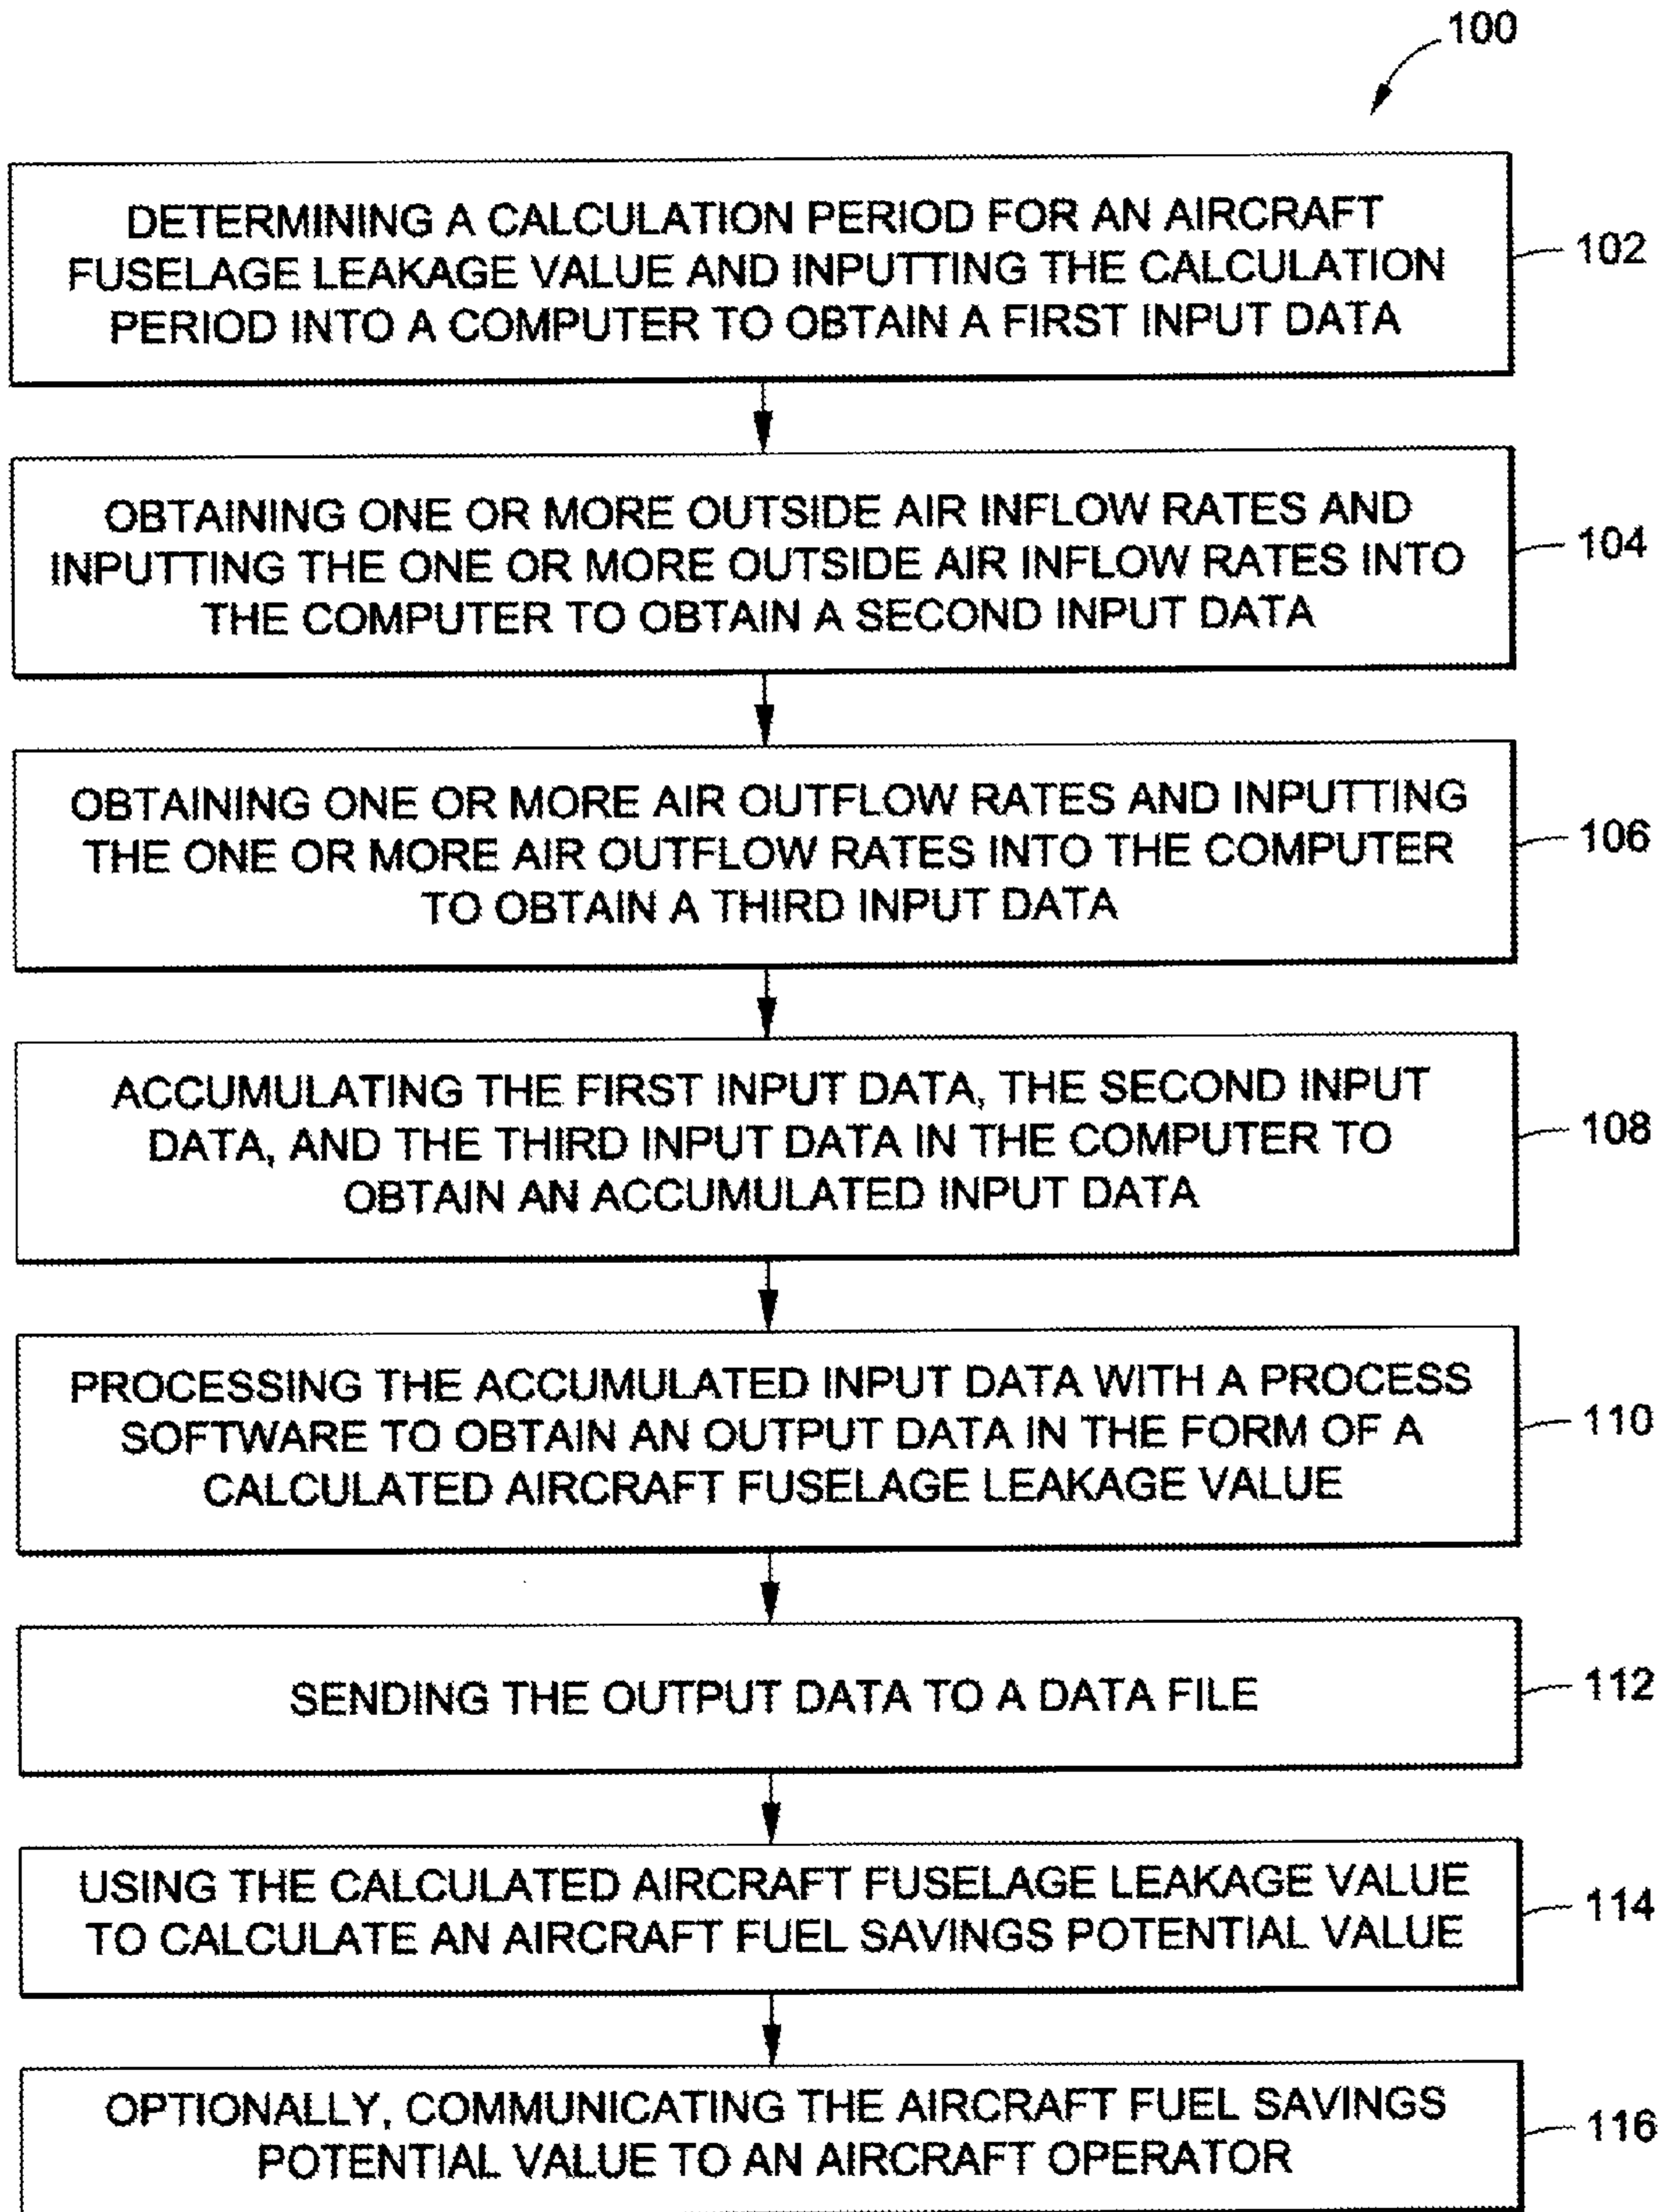 100
DETERMINING A CALCULATION PERIOD FOR AN AIRCRAFT
FUSELAGE LEAKAGE VALUE AND INPUTTING THE CALCULATION
PERIOD INTO A COMPUTER TO OBTAIN A FIRST INPUT DATA
102
OBTAINING ONE OR MORE OUTSIDE AIR INFLOW RATES AND
INPUTTING THE ONE OR MORE OUTSIDE AIR INFLOW RATES INTO
THE COMPUTER TO OBTAIN A SECOND INPUT DATA
104
OBTAINING ONE OR MORE AIR OUTFLOW RATES AND INPUTTING
THE ONE OR MORE AIR OUTFLOW RATES INTO THE COMPUTER
TO OBTAIN A THIRD INPUT DATA
106
ACCUMULATING THE FIRST INPUT DATA, THE SECOND INPUT
DATA, AND THE THIRD INPUT DATA IN THE COMPUTER TO
OBTAIN AN ACCUMULATED INPUT DATA
108
PROCESSING THE ACCUMULATED INPUT DATA WITH A PROCESS
SOFTWARE TO OBTAIN AN OUTPUT DATA IN THE FORM OF A
CALCULATED AIRCRAFT FUSELAGE LEAKAGE VALUE
110
SENDING THE OUTPUT DATA TO A DATA FILE
112
USING THE CALCULATED AIRCRAFT FUSELAGE LEAKAGE VALUE
TO CALCULATE AN AIRCRAFT FUEL SAVINGS POTENTIAL VALUE
114
OPTIONALLY, COMMUNICATING THE AIRCRAFT FUEL SAVINGS
POTENTIAL VALUE TO AN AIRCRAFT OPERATOR
116